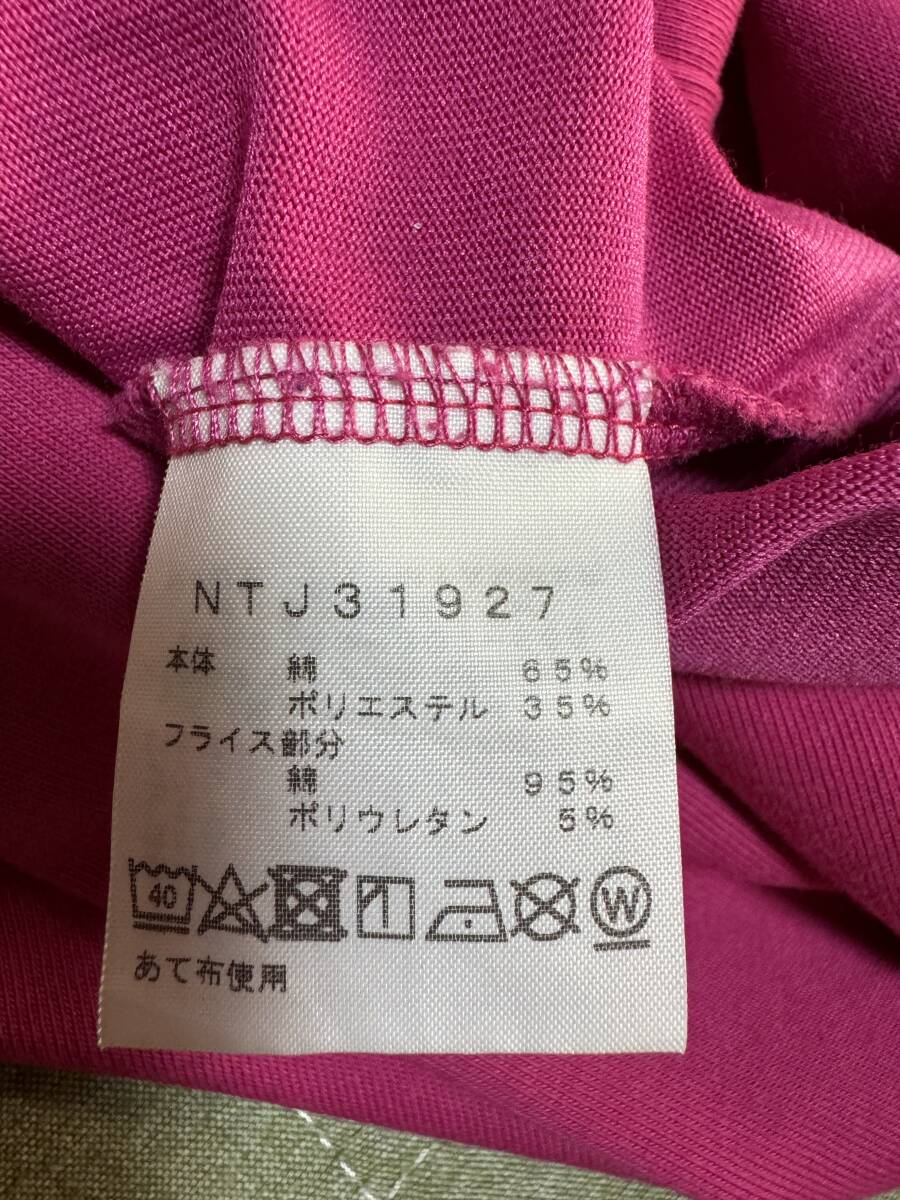 NTJ31927
本体 綿 65%
ポリエステル 35%
フライス部分
綿 95%
ポリウレタン 5%
40 W
あて布使用